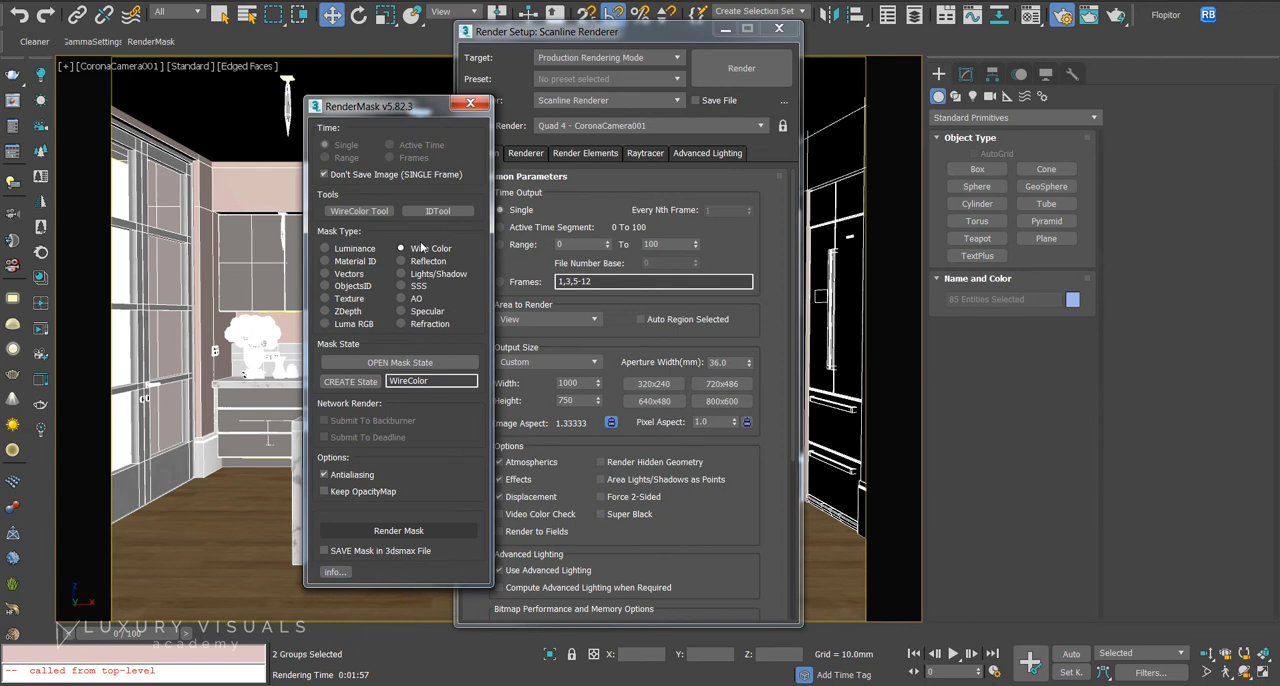 All
View
Create Selection Set
Flopitor
RB
Cleaner
GammaSettings
RenderMask
[+] [CoronaCamera001] [Standard] [Edged Faces]
Render Setup: Scanline Renderer
Target:
Production Rendering Mode
Render
Preset:
No preset selected
Scanline Renderer
Save File
...
Render:
Quad 4 - CoronaCamera001
Renderer
Render Elements
Raytracer
Advanced Lighting
mon Parameters
Time Output
Single
Every Nth Frame:
1
Active Time Segment:
0 To 100
Range:
0
To
100
File Number Base:
0
Frames:
1,3,5-12
Area to Render
View
Auto Region Selected
Output Size
Custom
Aperture Width(mm):
36.0
Width:
1000
320x240
720x486
Height:
750
640x480
800x600
mage Aspect:
1.33333
Pixel Aspect:
1.0
Options
Atmospherics
Render Hidden Geometry
Effects
Area Lights/Shadows as Points
Displacement
Force 2-Sided
Video Color Check
Super Black
Render to Fields
Advanced Lighting
Use Advanced Lighting
Compute Advanced Lighting when Required
Bitmap Performance and Memory Options
RenderMask v5.82.3
Time:
Single
Active Time
Range
Frames
Don't Save Image (SINGLE Frame)
Tools
WireColor Tool
IDTool
Mask Type:
Luminance
Wire Color
Material ID
Reflecton
Vectors
Lights/Shadow
ObjectsID
SSS
Texture
AO
ZDepth
Specular
Luma RGB
Refraction
Mask State
OPEN Mask State
CREATE State
WireColor
Network Render:
Submit To Backburner
Submit To Deadline
Options:
Antialiasing
Keep OpacityMap
Render Mask
SAVE Mask in 3dsmax File
info...
Standard Primitives
Object Type
AutoGrid
Box
Cone
Sphere
GeoSphere
Cylinder
Tube
Torus
Pyramid
Teapot
Plane
TextPlus
Name and Color
85 Entities Selected
HF
z
y
x
LUXURY VISUALS
academy
0 / 100
-- called from top-level
2 Groups Selected
Rendering Time 0:01:57
X:
Y:
Z:
Grid = 10.0mm
Add Time Tag
0
Auto
Selected
Set K.
Filters...